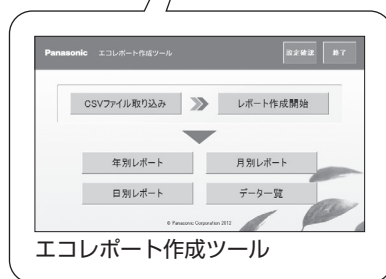 Panasonic エコレポート作成ツール 設定確認 終了
CSVファイル取り込み レポート作成開始
年別レポート 月別レポート
日別レポート データ一覧
© Panasonic Corporation 2012
エコレポート作成ツール